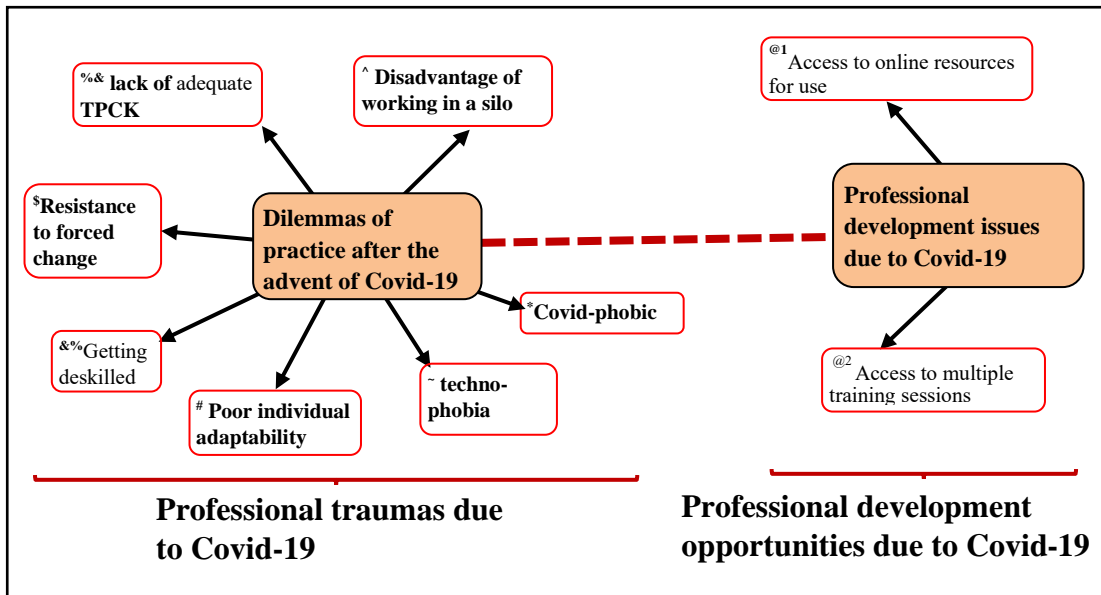 %& lack of adequate
TPCK
^ Disadvantage of
working in a silo
@1 Access to online resources
for use
$Resistance
to forced
change
Dilemmas of
practice after the
advent of Covid-19
Professional
development issues
due to Covid-19
*Covid-phobic
&%Getting
deskilled
# Poor individual
adaptability
~ techno-
phobia
@2 Access to multiple
training sessions
Professional traumas due
to Covid-19
Professional development
opportunities due to Covid-19